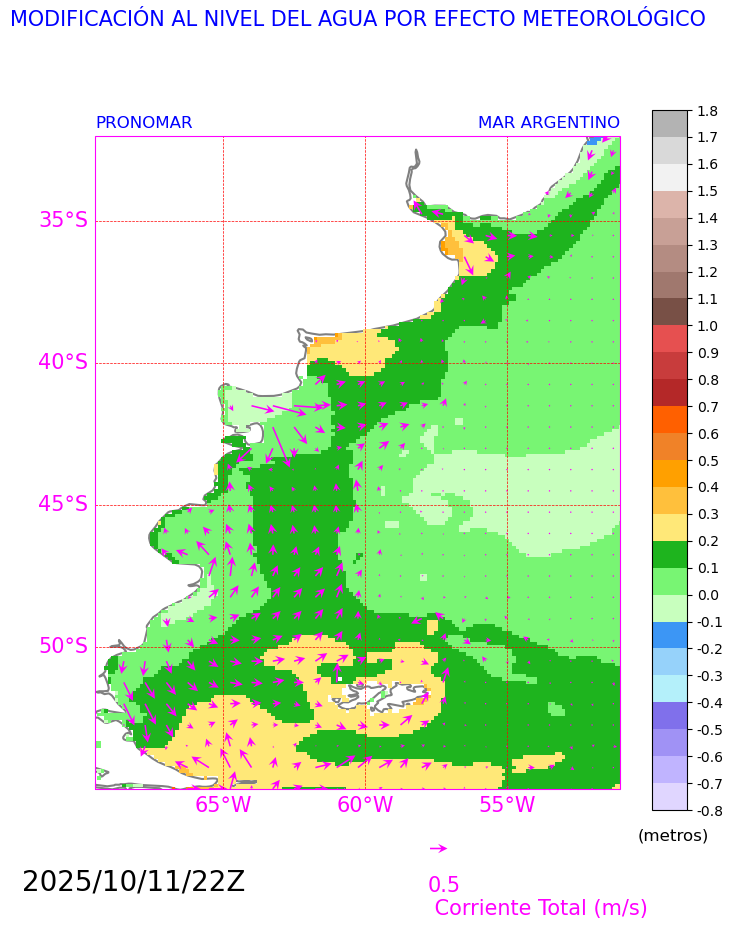 MODIFICACIÓN AL NIVEL DEL AGUA POR EFECTO METEOROLÓGICO
PRONOMAR MAR ARGENTINO
35°S
40°S
45°S
50°S
65°W 60°W 55°W
1.8
1.7
1.6
1.5
1.4
1.3
1.2
1.1
1.0
0.9
0.8
0.7
0.6
0.5
0.4
0.3
0.2
0.1
0.0
-0.1
-0.2
-0.3
-0.4
-0.5
-0.6
-0.7
-0.8
(metros)
2025/10/11/22Z
0.5
Corriente Total (m/s)